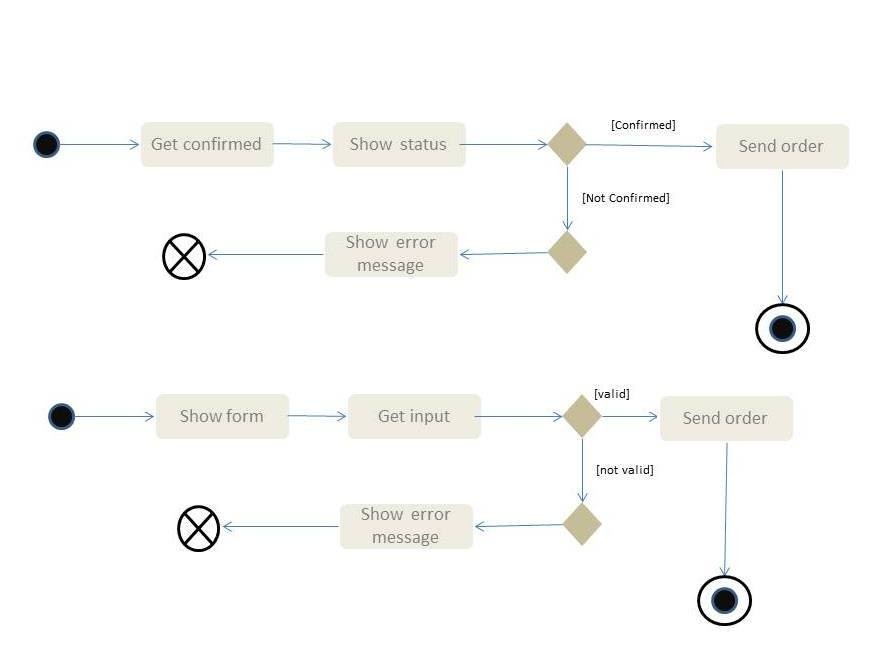 [Confirmed]
Get confirmed
Show status
Send order
[Not Confirmed]
Show error
message
[valid]
Show form
Get input
Send order
[not valid]
Show error
message